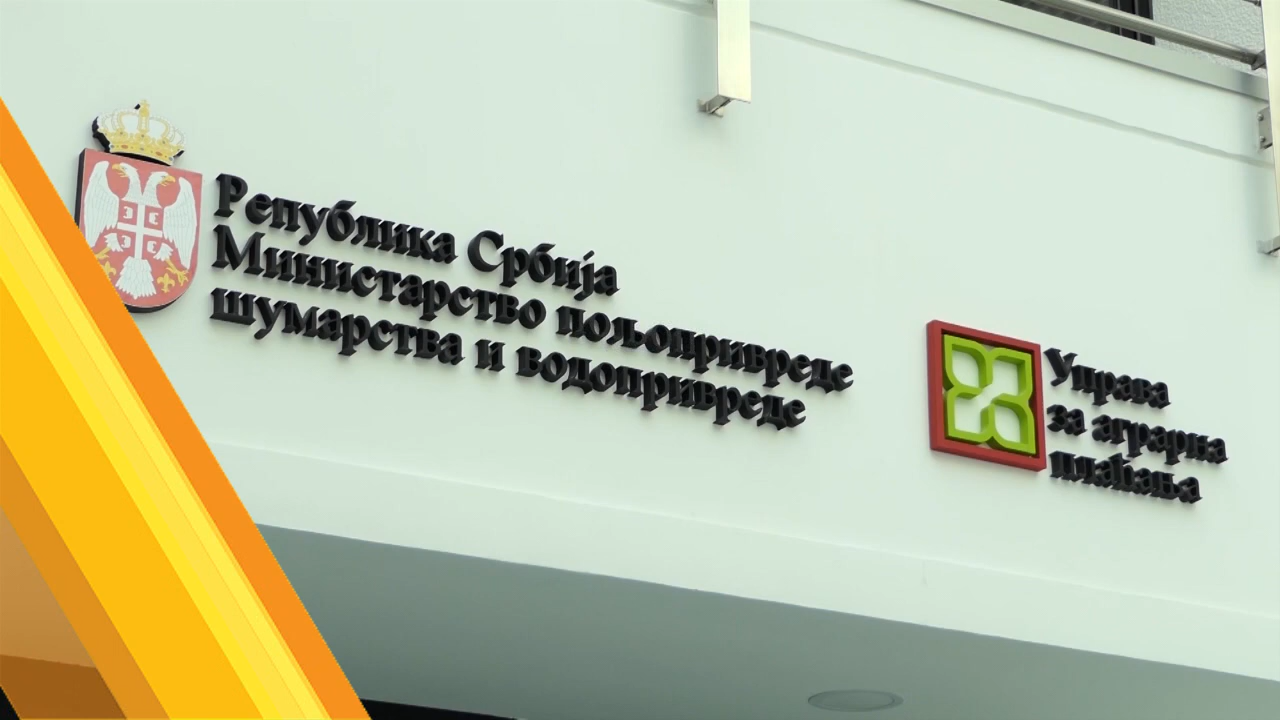 Република Србија
Министарство пољопривреде
шумарства и водопривреде
Управа
за аграрна
плаћања